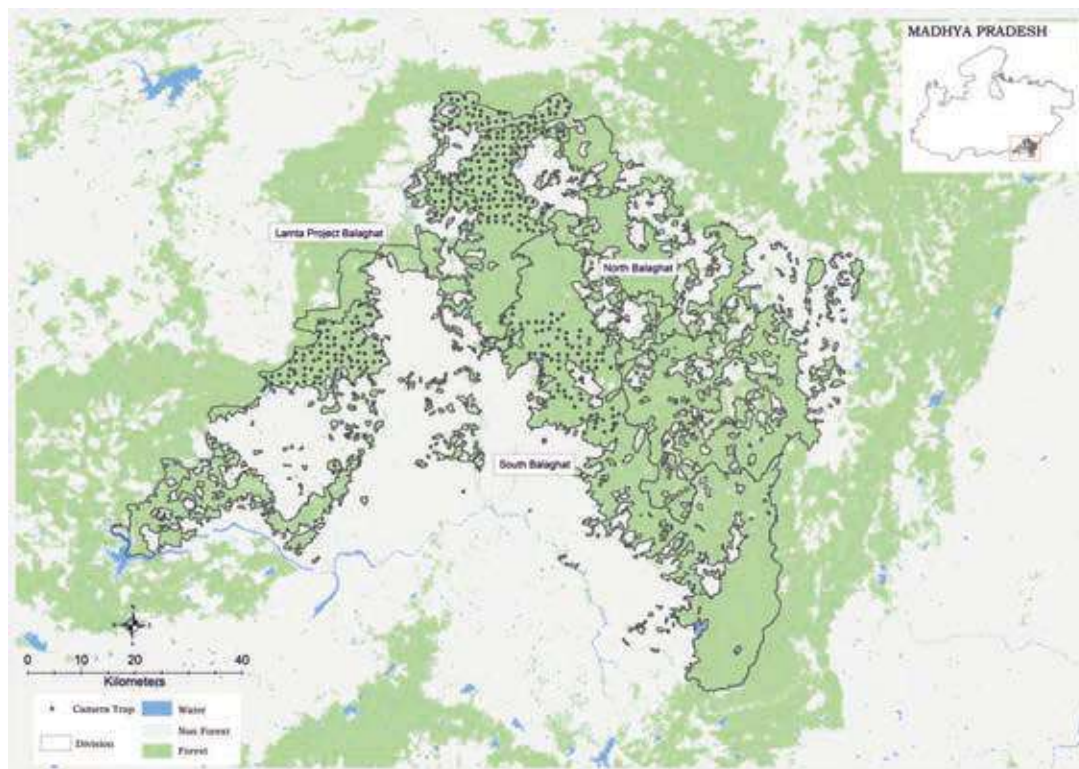 MADHYA PRADESH
Lamta Project Balaghat
North Balaghat
South Balaghat
0 10 20 40
Kilometers
Camera Trap
Water
Division
Non Forest
Forest